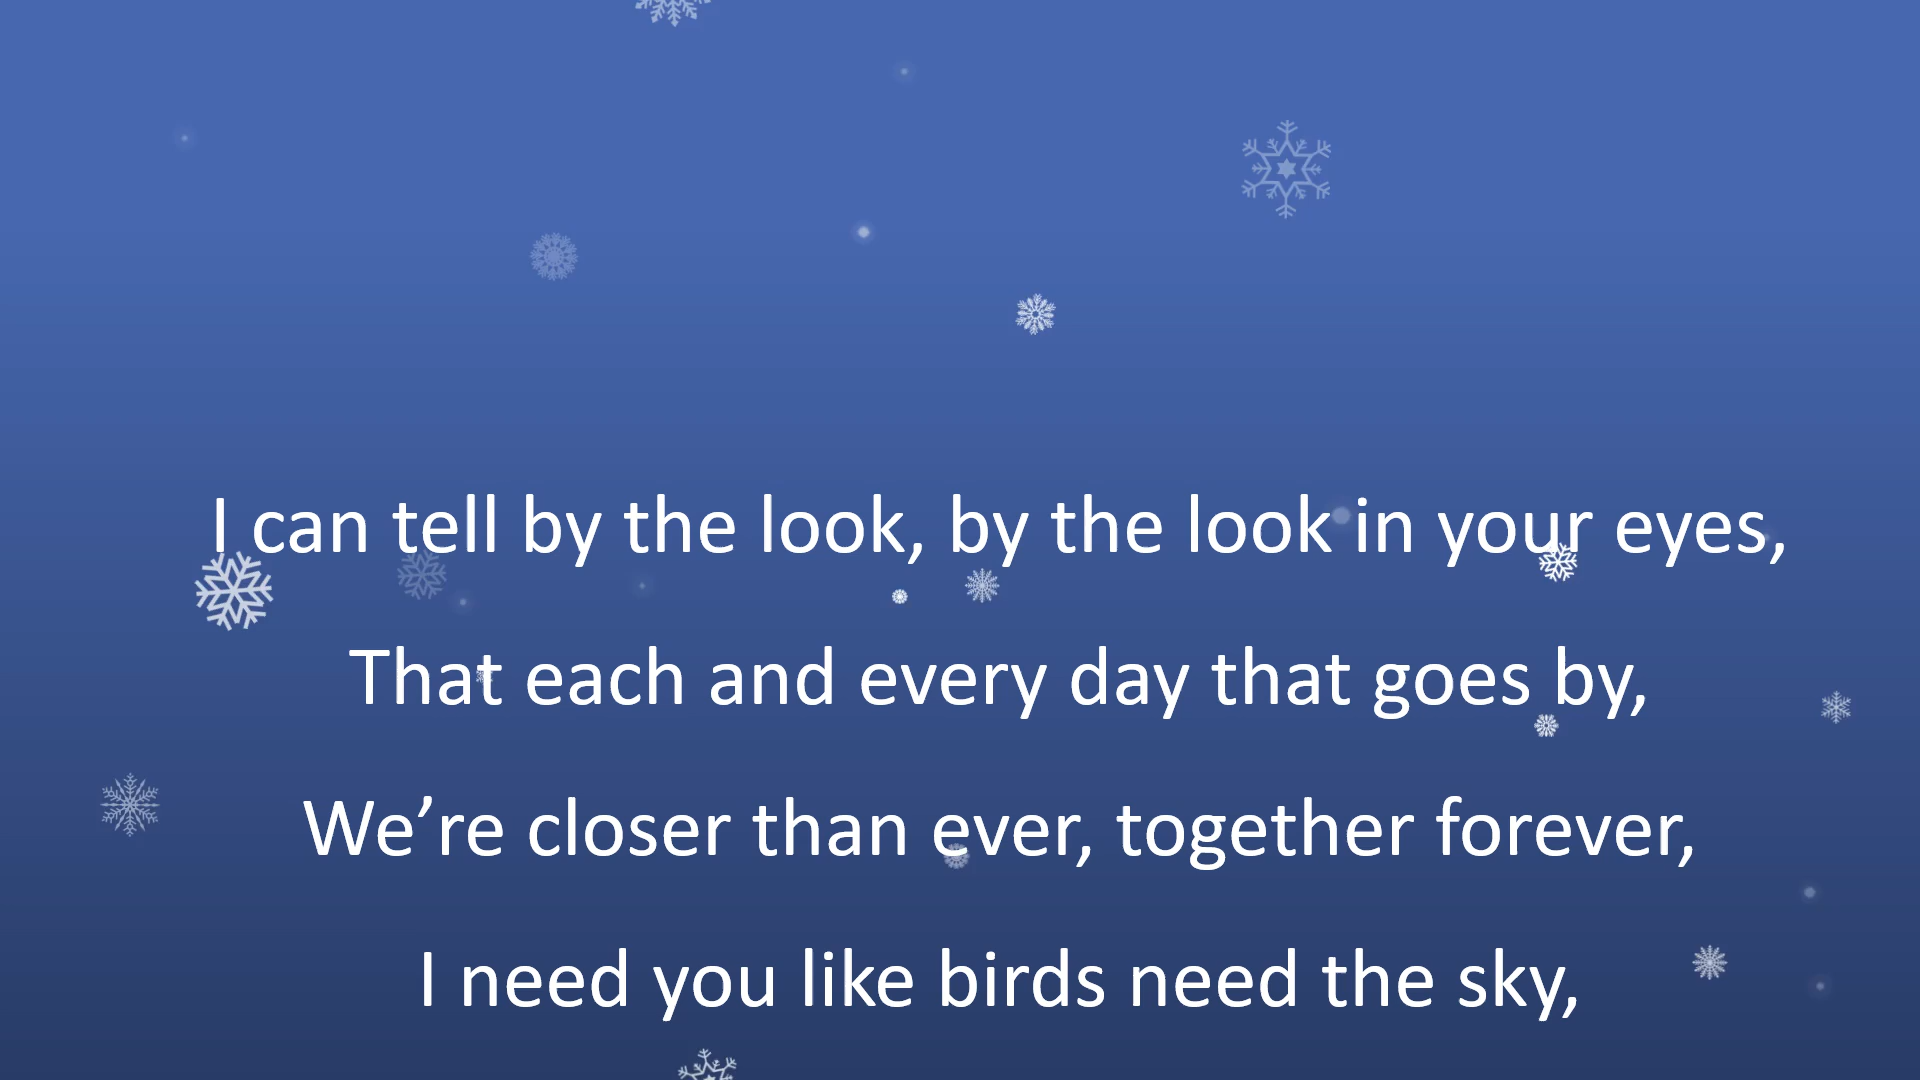 I can tell by the look, by the look in your eyes,
That each and every day that goes by,
We’re closer than ever, together forever,
I need you like birds need the sky,